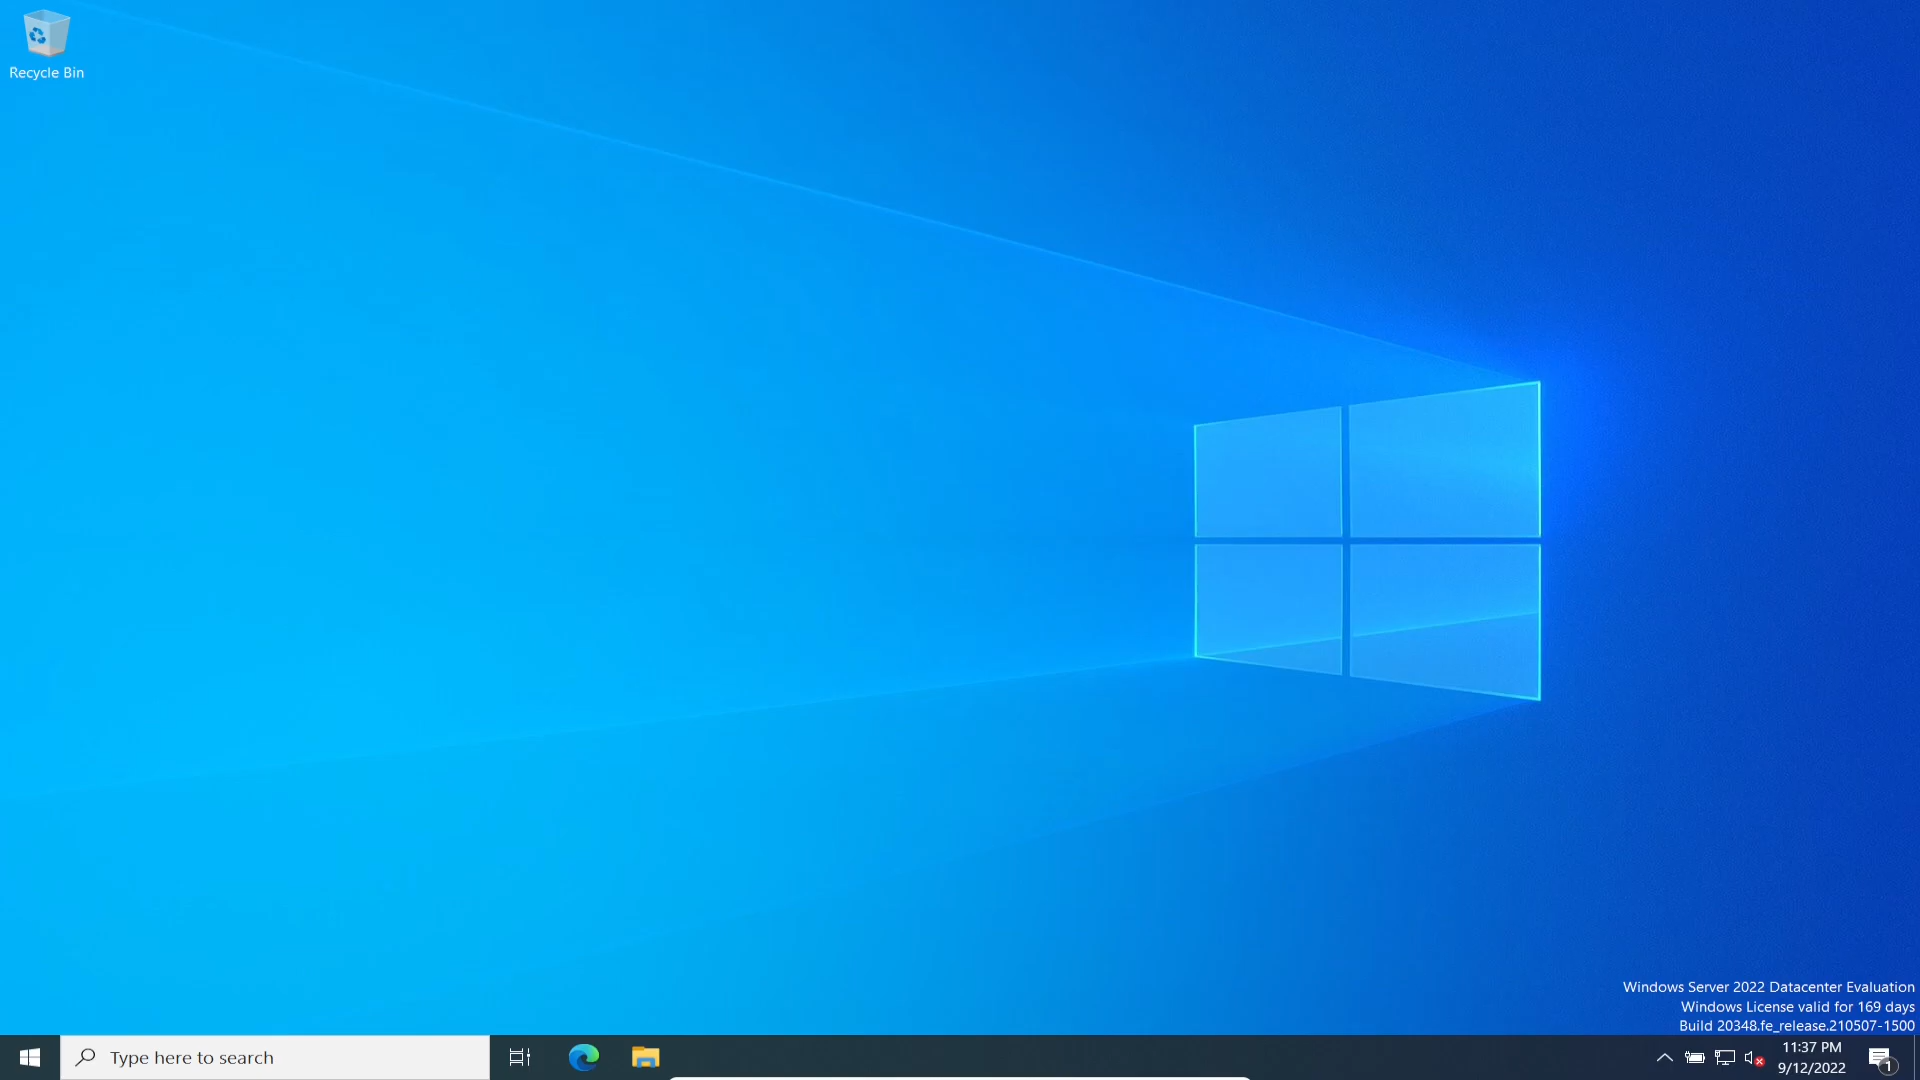 Recycle Bin
Windows Server 2022 Datacenter Evaluation
Windows License valid for 169 days
Build 20348.fe_release.210507-1500
Type here to search
11:37 PM
9/12/2022
1